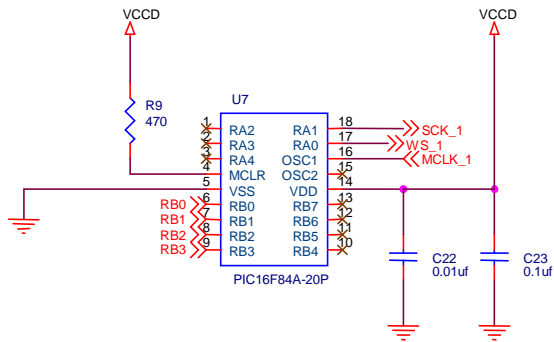 VCCD
VCCD
U7
R9
470
1 RA2 RA1 18 SCK_1
2 RA3 RA0 17 WS_1
3 RA4 OSC1 16 MCLK_1
4 MCLR OSC2 15
5 VSS VDD 14
RB0 6 RB0 RB7 13
RB1 7 RB1 RB6 12
RB2 8 RB2 RB5 11
RB3 9 RB3 RB4 10
PIC16F84A-20P
C22
0.01uf
C23
0.1uf